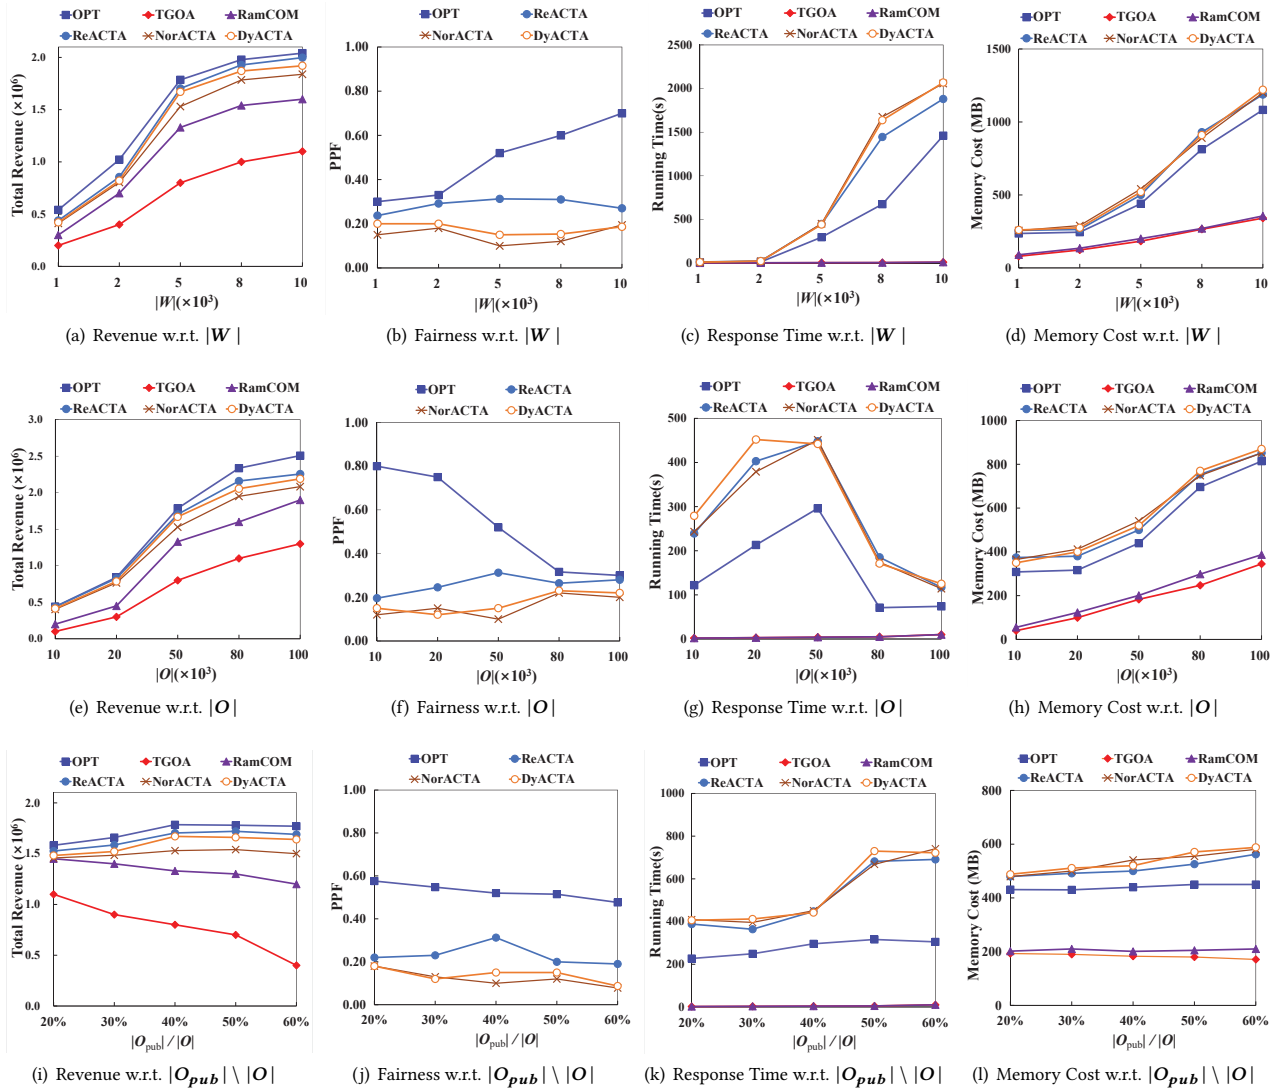 OPT TGOA RamCOM
ReACTA NorACTA DyACTA
Total Revenue (×10⁶)
2.0
1.5
1.0
0.5
0.0
1 2 5 8 10
|W|(×10³)
(a) Revenue w.r.t. |W|
OPT ReACTA
NorACTA DyACTA
PPF
1.00
0.80
0.60
0.40
0.20
0.00
1 2 5 8 10
|W|(×10³)
(b) Fairness w.r.t. |W|
OPT TGOA RamCOM
ReACTA NorACTA DyACTA
Running Time(s)
2500
2000
1500
1000
500
0
1 2 5 8 10
|W|(×10³)
(c) Response Time w.r.t. |W|
OPT TGOA RamCOM
ReACTA NorACTA DyACTA
Memory Cost (MB)
1500
1000
500
0
1 2 5 8 10
|W|(×10³)
(d) Memory Cost w.r.t. |W|
OPT TGOA RamCOM
ReACTA NorACTA DyACTA
Total Revenue (×10⁶)
3.0
2.5
2.0
1.5
1.0
0.5
0.0
10 20 50 80 100
|O|(×10³)
(e) Revenue w.r.t. |O|
OPT ReACTA
NorACTA DyACTA
PPF
1.00
0.80
0.60
0.40
0.20
0.00
10 20 50 80 100
|O|(×10³)
(f) Fairness w.r.t. |O|
OPT TGOA RamCOM
ReACTA NorACTA DyACTA
Running Time(s)
500
400
300
200
100
0
10 20 50 80 100
|O|(×10³)
(g) Response Time w.r.t. |O|
OPT TGOA RamCOM
ReACTA NorACTA DyACTA
Memory Cost (MB)
1000
800
600
400
200
0
10 20 50 80 100
|O|(×10³)
(h) Memory Cost w.r.t. |O|
OPT TGOA RamCOM
ReACTA NorACTA DyACTA
Total Revenue (×10⁶)
2.0
1.5
1.0
0.5
0.0
20% 30% 40% 50% 60%
|Opub| / |O|
(i) Revenue w.r.t. |Opub| \ |O|
OPT ReACTA
NorACTA DyACTA
PPF
1.00
0.80
0.60
0.40
0.20
0.00
20% 30% 40% 50% 60%
|Opub| / |O|
(j) Fairness w.r.t. |Opub| \ |O|
OPT TGOA RamCOM
ReACTA NorACTA DyACTA
Running Time(s)
1000
800
600
400
200
0
20% 30% 40% 50% 60%
|Opub| / |O|
(k) Response Time w.r.t. |Opub| \ |O|
OPT TGOA RamCOM
ReACTA NorACTA DyACTA
Memory Cost (MB)
800
600
400
200
0
20% 30% 40% 50% 60%
|Opub| / |O|
(l) Memory Cost w.r.t. |Opub| \ |O|